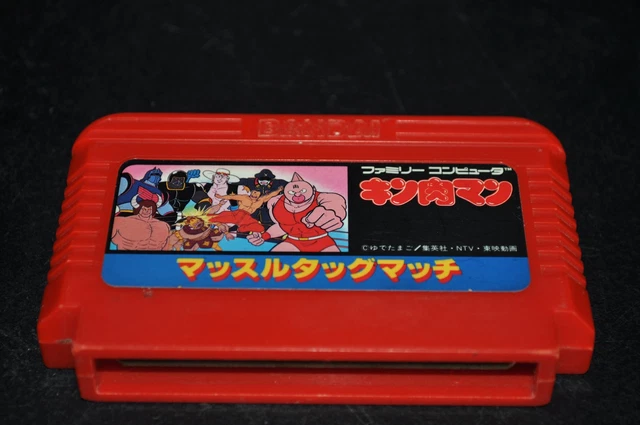 BANDAI
ファミリー コンピュータ™
キン肉マン
©ゆでたまご/集英社・NTV・東映動画
マッスルタッグマッチ